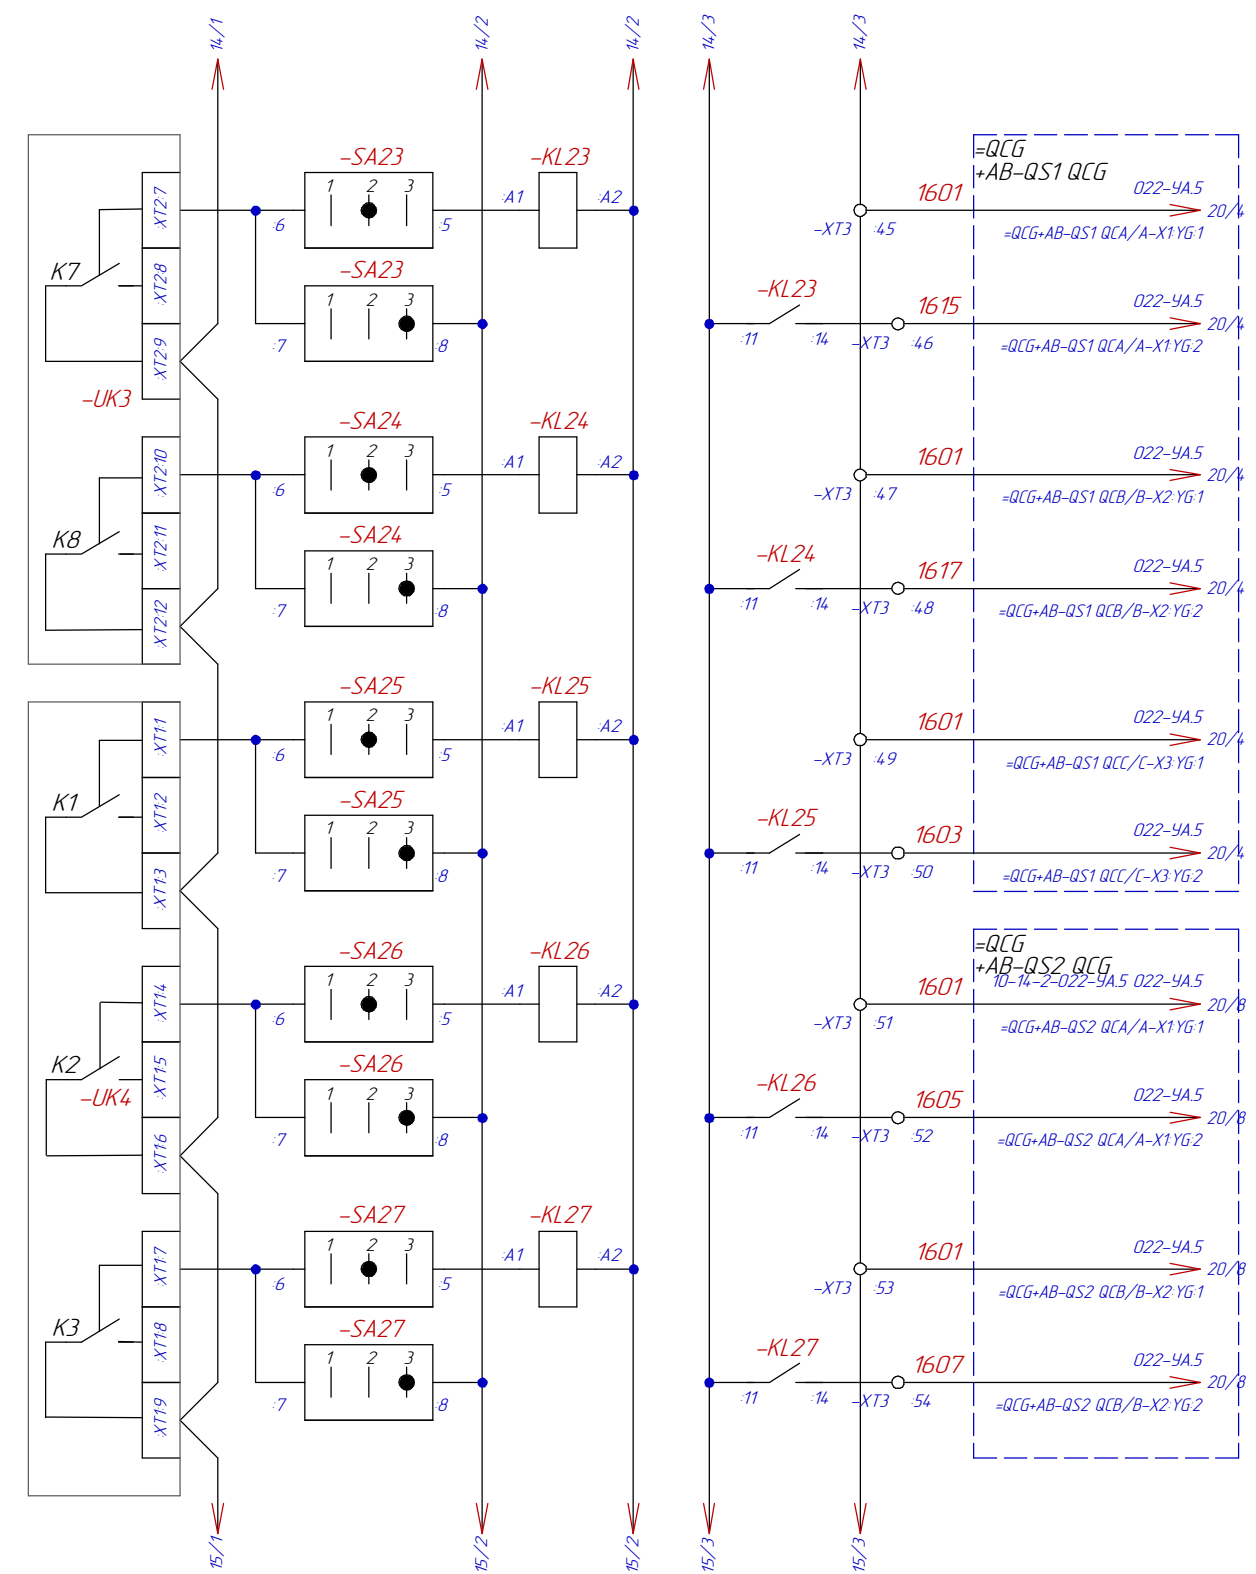 14/1
14/2
14/2
14/3
14/3
=QCG
+AB-QS1 QCG
-SA23
-KL23
:XT2:7
1 2 3
:A1
:A2
:6
:5
1601
022-УА.5
20/4
-XT3
:45
=QCG+AB-QS1 QCA/A-X1:YG:1
K7
:XT2:8
-SA23
1 2 3
:7
:8
-KL23
:11
:14
1615
022-УА.5
20/4
-XT3
:46
=QCG+AB-QS1 QCA/A-X1:YG:2
:XT2:9
-UK3
-SA24
-KL24
:XT2:10
1 2 3
:A1
:A2
:6
:5
1601
022-УА.5
20/4
-XT3
:47
=QCG+AB-QS1 QCB/B-X2:YG:1
K8
:XT2:11
-SA24
1 2 3
:7
:8
-KL24
:11
:14
1617
022-УА.5
20/4
-XT3
:48
=QCG+AB-QS1 QCB/B-X2:YG:2
:XT2:12
-SA25
-KL25
:XT1:1
1 2 3
:A1
:A2
:6
:5
1601
022-УА.5
20/4
-XT3
:49
=QCG+AB-QS1 QCC/C-X3:YG:1
K1
:XT1:2
-SA25
1 2 3
:7
:8
-KL25
:11
:14
1603
022-УА.5
20/4
-XT3
:50
=QCG+AB-QS1 QCC/C-X3:YG:2
:XT1:3
=QCG
+AB-QS2 QCG
-SA26
-KL26
:XT1:4
1 2 3
:A1
:A2
:6
:5
1601
10-14-2-022-УА.5 022-УА.5
20/8
-XT3
:51
=QCG+AB-QS2 QCA/A-X1:YG:1
K2
:XT1:5
-UK4
-SA26
1 2 3
:7
:8
-KL26
:11
:14
1605
022-УА.5
20/8
-XT3
:52
=QCG+AB-QS2 QCA/A-X1:YG:2
:XT1:6
-SA27
-KL27
:XT1:7
1 2 3
:A1
:A2
:6
:5
1601
022-УА.5
20/8
-XT3
:53
=QCG+AB-QS2 QCB/B-X2:YG:1
K3
:XT1:8
-SA27
1 2 3
:7
:8
-KL27
:11
:14
1607
022-УА.5
20/8
-XT3
:54
=QCG+AB-QS2 QCB/B-X2:YG:2
:XT1:9
15/1
15/2
15/2
15/3
15/3